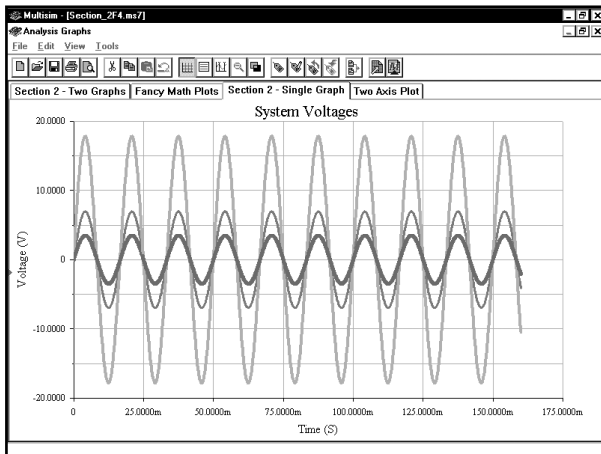 Multisim - [Section_2F4.ms7]
Analysis Graphs
File Edit View Tools
Section 2 - Two Graphs Fancy Math Plots Section 2 - Single Graph Two Axis Plot
System Voltages
20.0000
10.0000
0
-10.0000
-20.0000
Voltage (V)
0 25.0000m 50.0000m 75.0000m 100.0000m 125.0000m 150.0000m 175.0000m
Time (S)